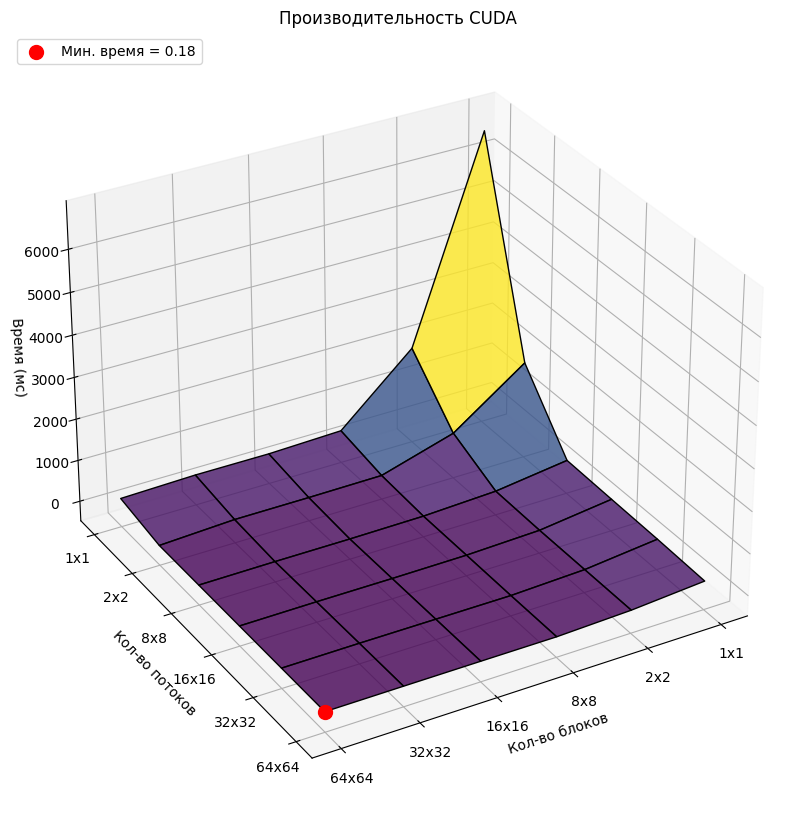 Производительность CUDA
Мин. время = 0.18
6000
5000
4000
3000
2000
1000
0
Время (мс)
1x1
2x2
8x8
16x16
32x32
64x64
Кол-во потоков
1x1
2x2
8x8
16x16
32x32
64x64
Кол-во блоков